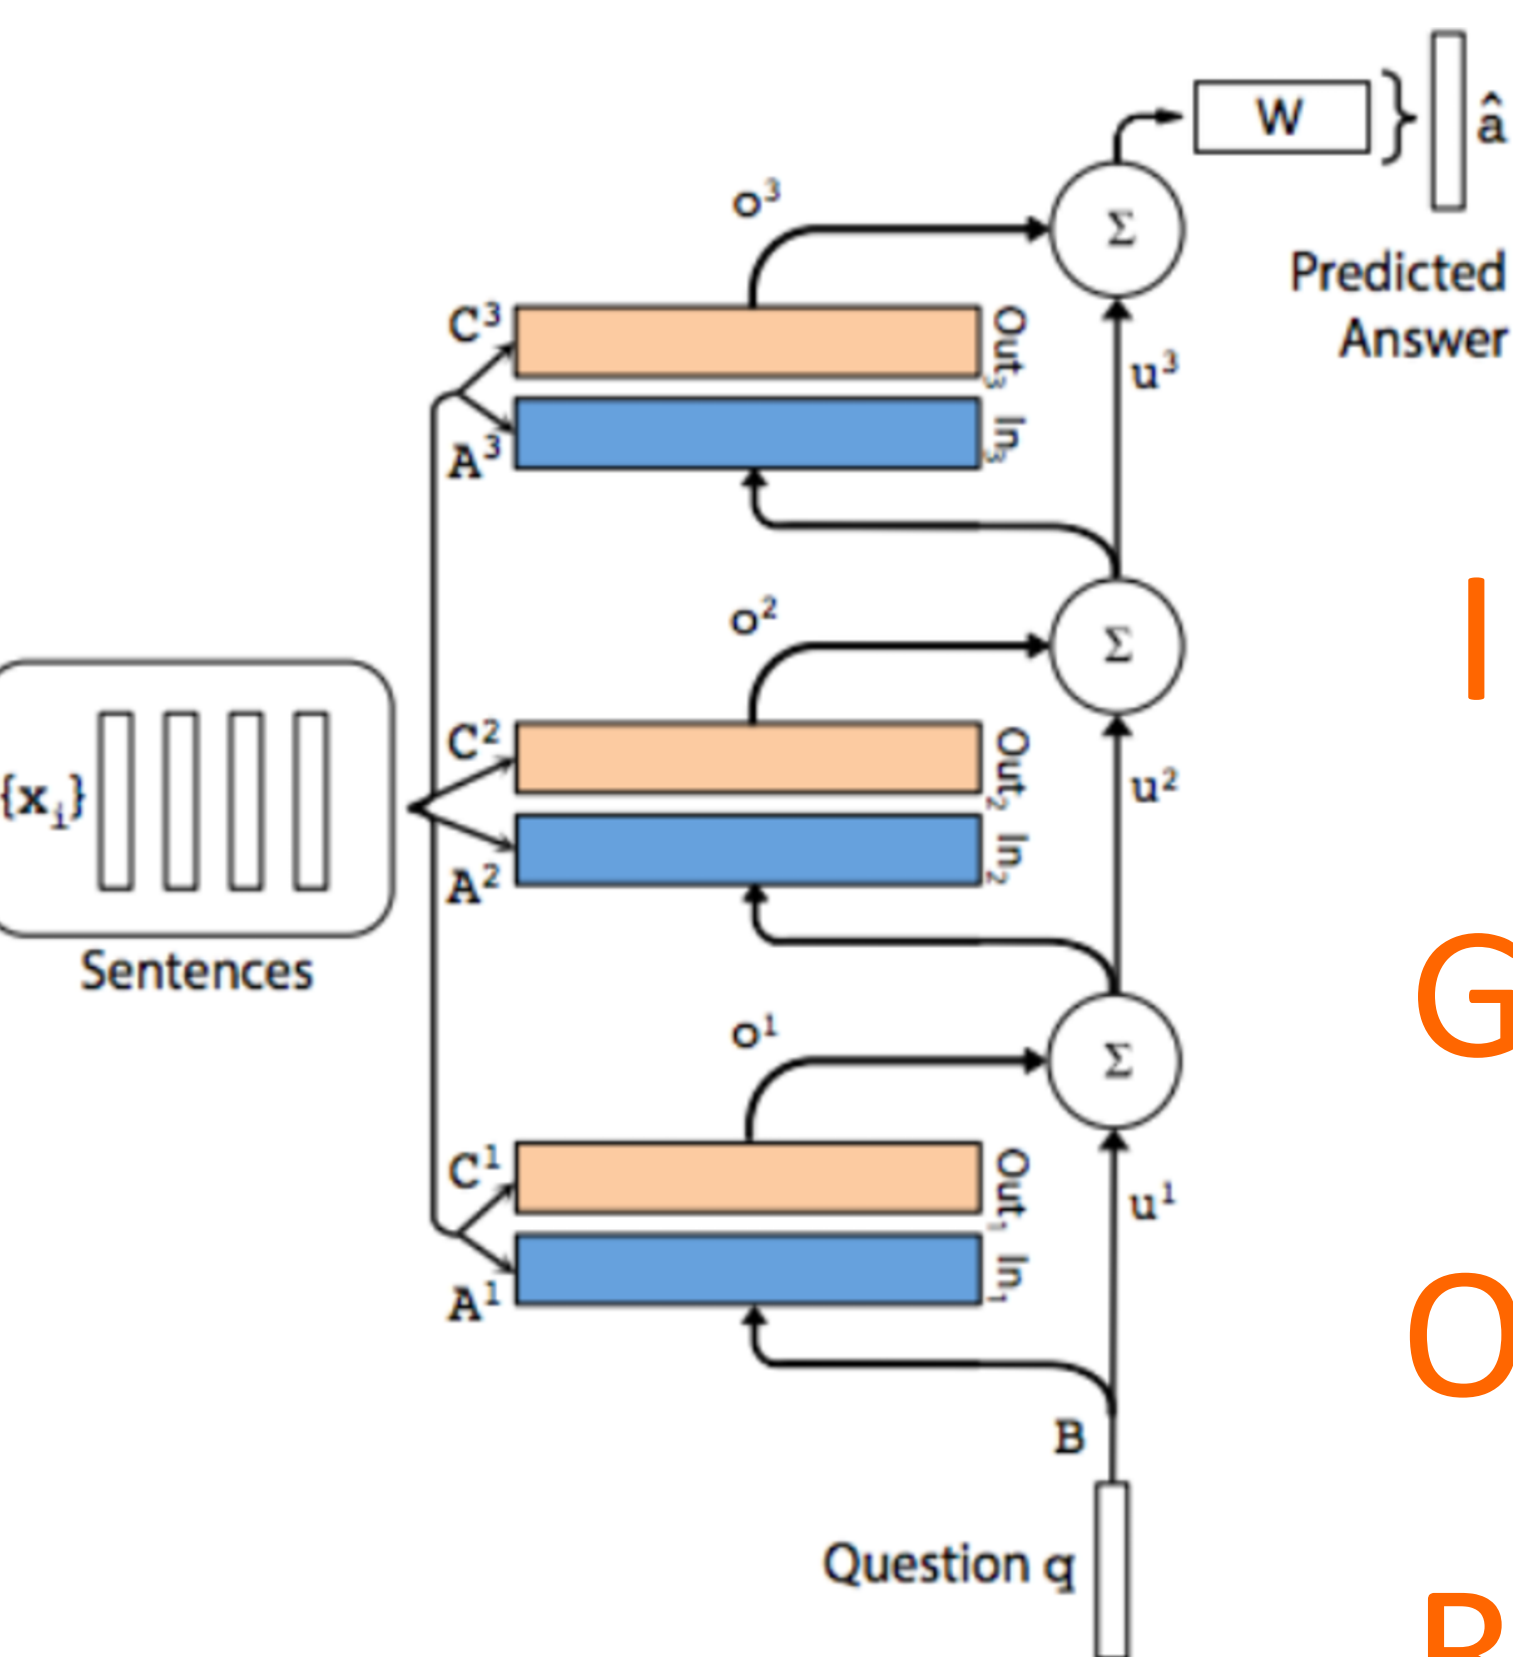 W
â
Σ
o³
Predicted
Answer
C³
Out₃
u³
A³
In₃
I
Σ
o²
C²
Out₂
u²
{xᵢ}
A²
In₂
Sentences
G
Σ
o¹
C¹
Out₁
u¹
A¹
In₁
O
B
Question q
R